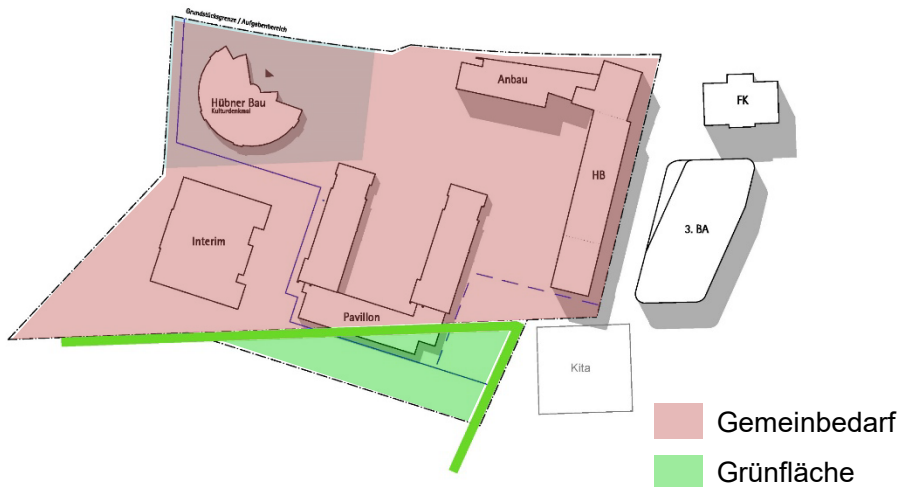 Grundstücksgrenze / Aufgabenbereich
Hübner Bau
Kulturdenkmal
Anbau
FK
HB
3. BA
Interim
Pavillon
Kita
Gemeinbedarf
Grünfläche